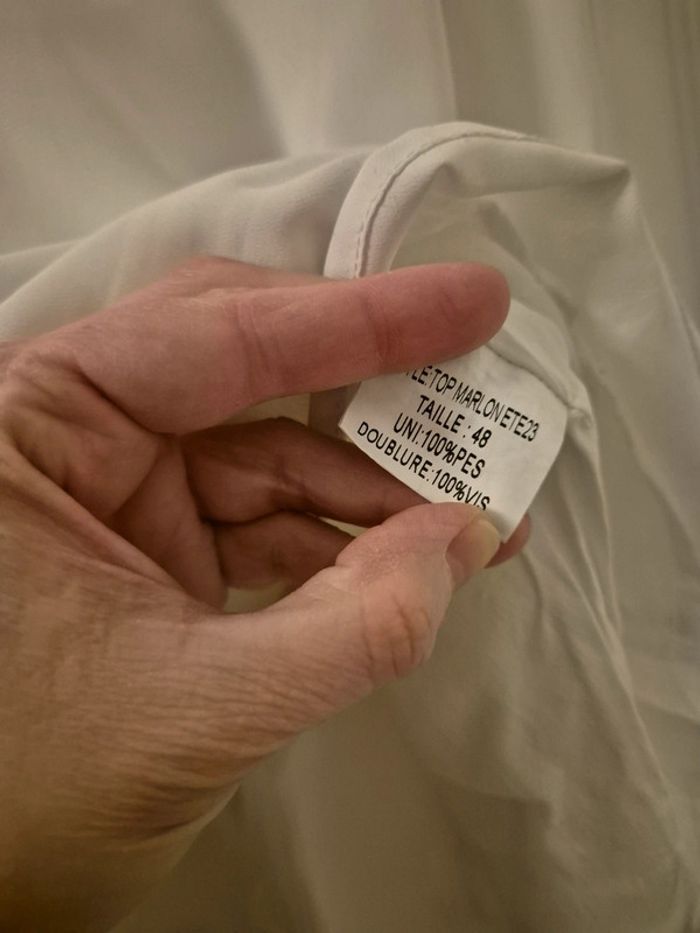 TOP MARLON ETE23
TAILLE : 48
UNI:100%PES
DOUBLURE:100%VIS